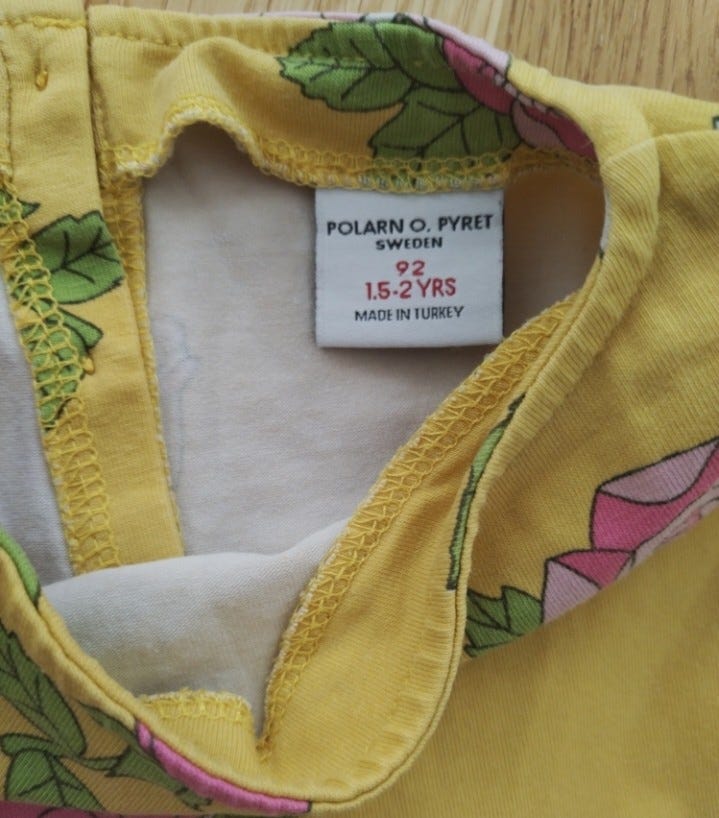 POLARN O. PYRET
SWEDEN
92
1.5-2 YRS
MADE IN TURKEY